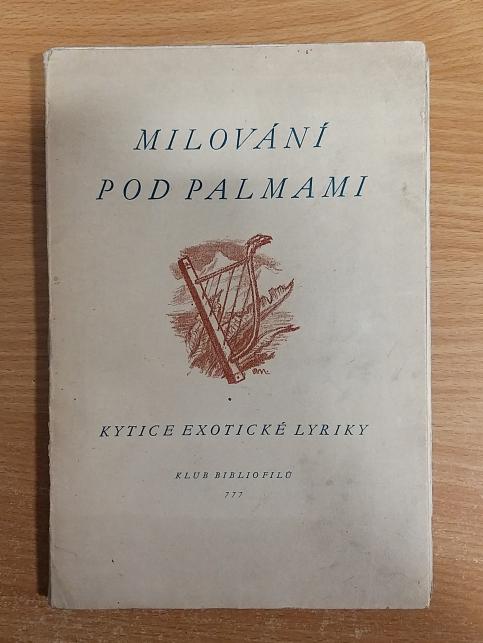 MILOVÁNÍ
POD PALMAMI
KYTICE EXOTICKÉ LYRIKY
KLUB BIBLIOFILŮ
777